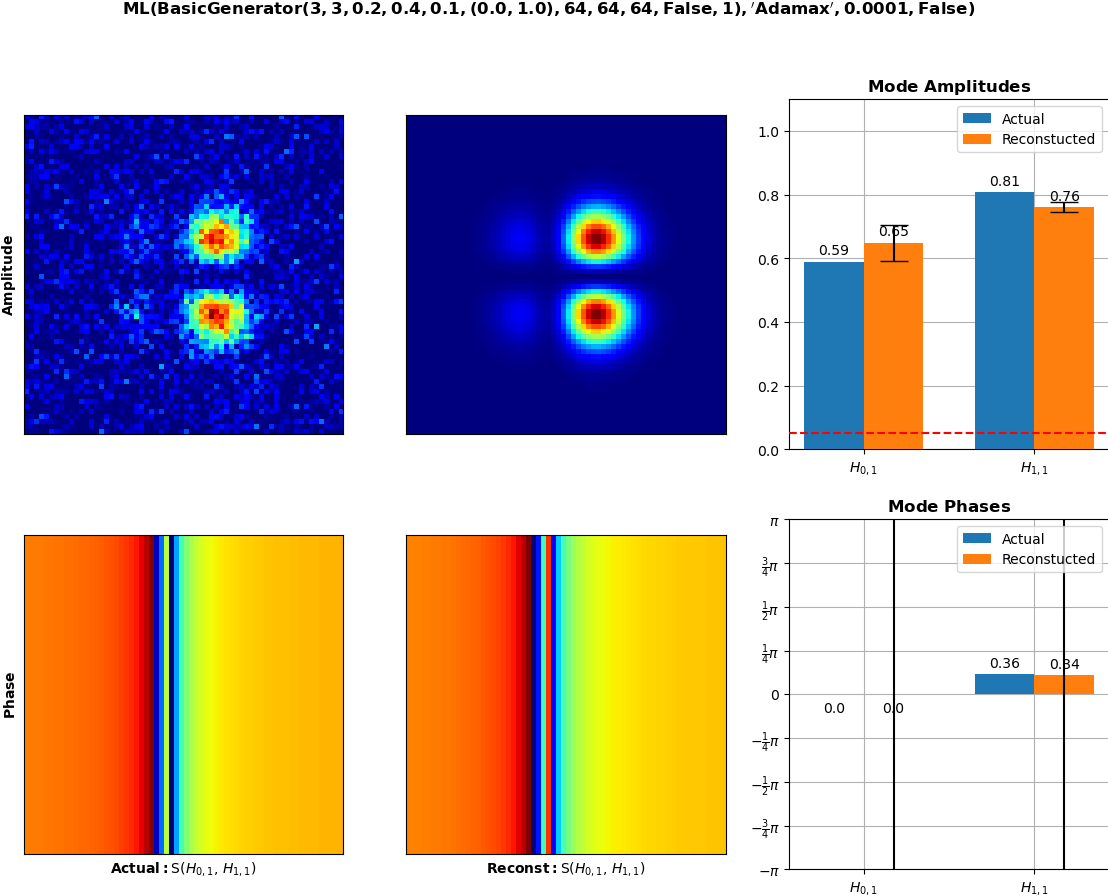 ML(BasicGenerator(3, 3, 0.2, 0.4, 0.1, (0.0, 1.0), 64, 64, 64, False, 1), 'Adamax', 0.0001, False)
Amplitude
Mode Amplitudes
Actual
Reconstucted
1.0
0.8
0.6
0.4
0.2
0.0
0.59
0.65
0.81
0.76
H0,1
H1,1
Phase
Actual: S(H0,1, H1,1)
Reconst: S(H0,1, H1,1)
Mode Phases
Actual
Reconstucted
π
3/4π
1/2π
1/4π
0
−1/4π
−1/2π
−3/4π
−π
0.0
0.0
0.36
0.34
H0,1
H1,1